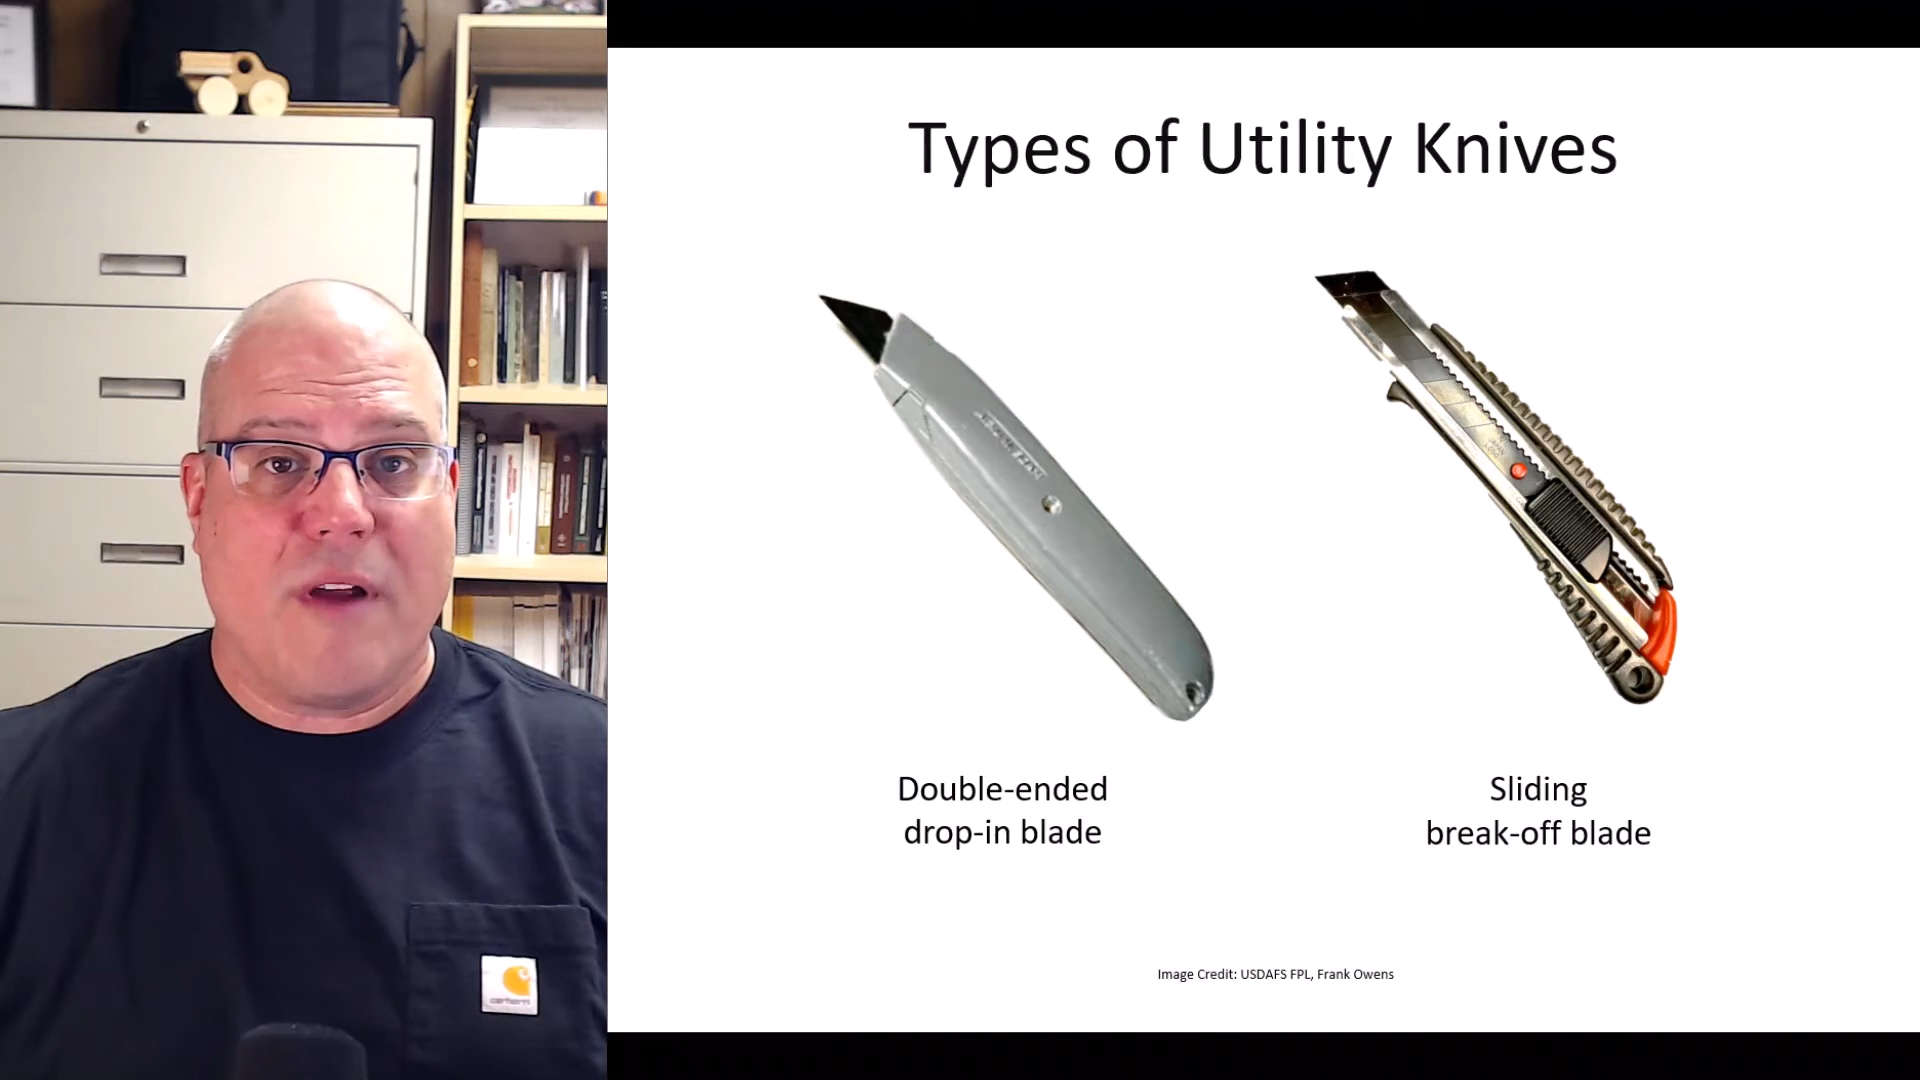 Types of Utility Knives
Double-ended
drop-in blade
Sliding
break-off blade
Image Credit: USDAFS FPL, Frank Owens
carhartt